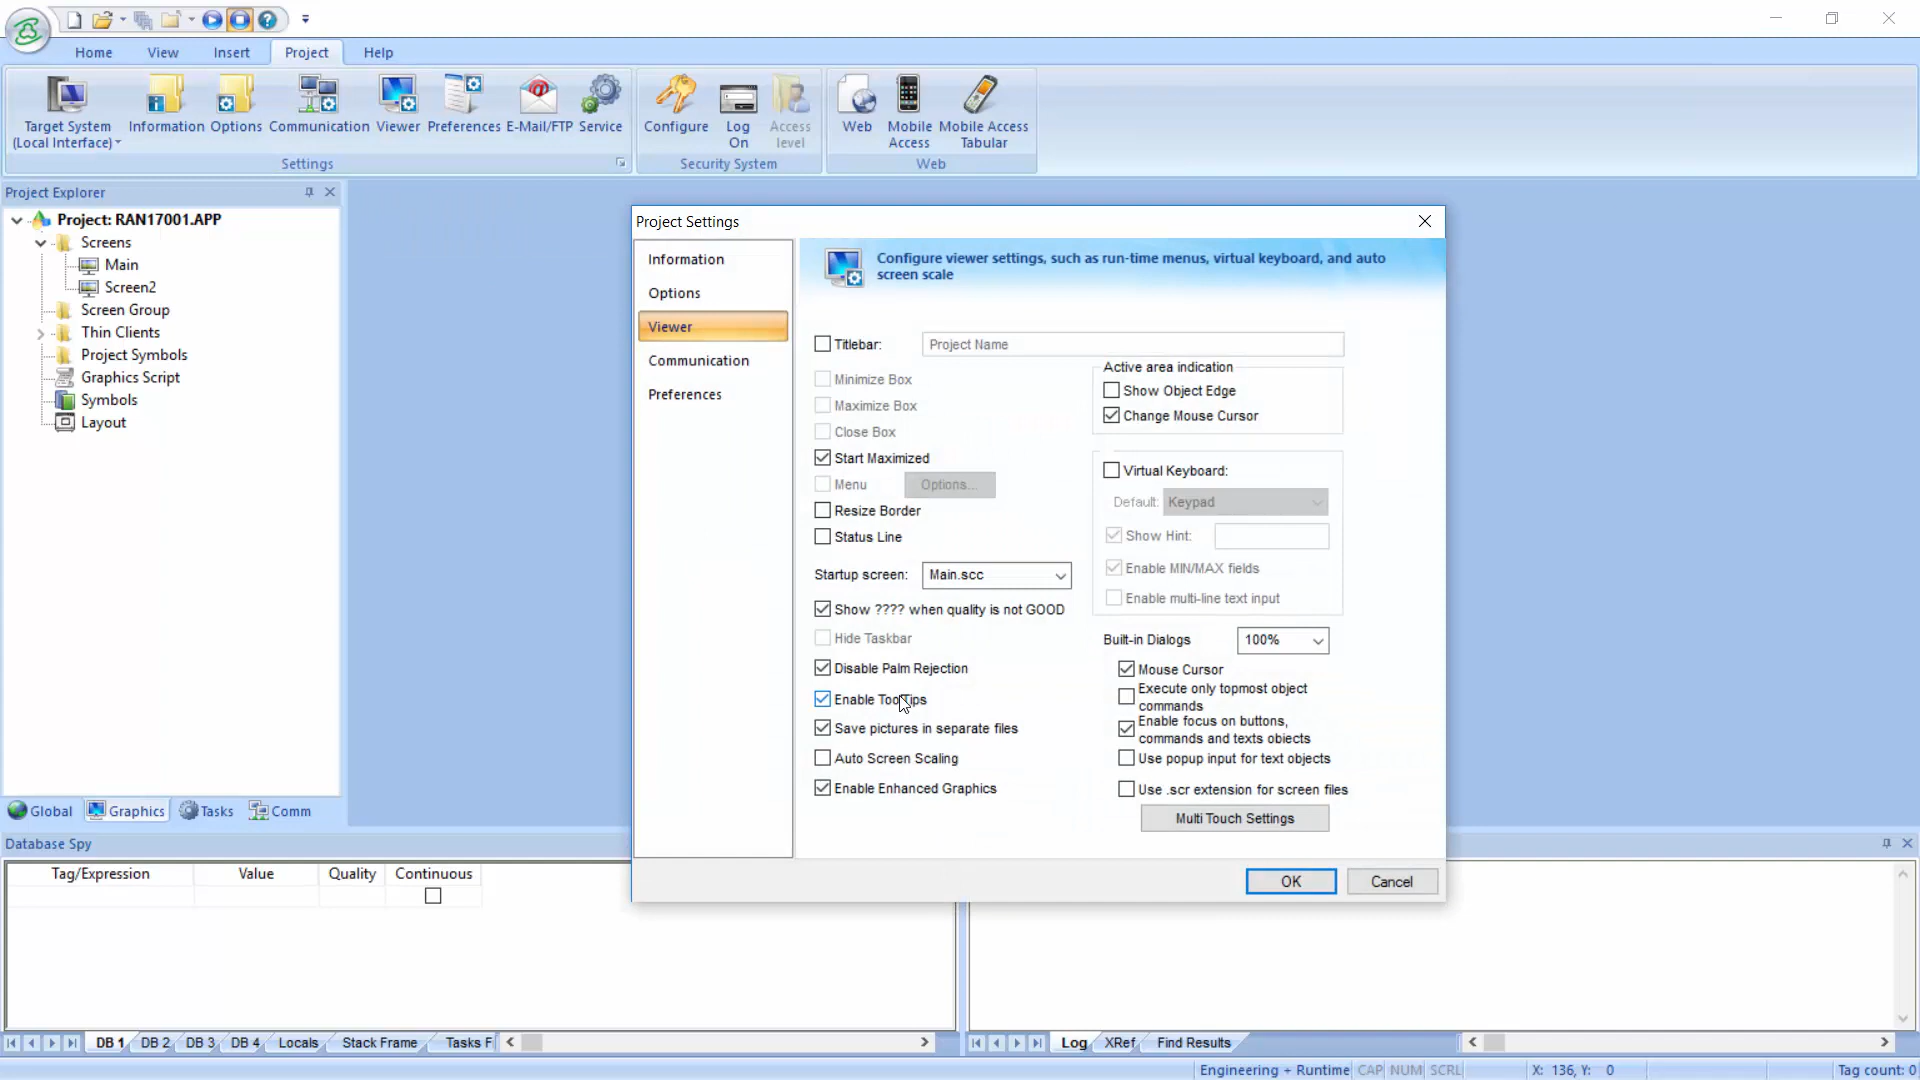 Home View Insert Project Help
Target System Information Options Communication Viewer Preferences E-Mail/FTP Service Configure Log Access Web Mobile Mobile Access
(Local Interface) On level Access Tabular
Settings Security System Web
Project Explorer
Project: RAN17001.APP
Screens
Main
Screen2
Screen Group
Thin Clients
Project Symbols
Graphics Script
Symbols
Layout
Global Graphics Tasks Comm
Project Settings
Information
Options
Viewer
Communication
Preferences
Configure viewer settings, such as run-time menus, virtual keyboard, and auto
screen scale
Titlebar: Project Name
Minimize Box
Maximize Box
Close Box
Start Maximized
Menu Options...
Resize Border
Status Line
Startup screen: Main.scc
Show ???? when quality is not GOOD
Hide Taskbar
Disable Palm Rejection
Enable ToolTips
Save pictures in separate files
Auto Screen Scaling
Enable Enhanced Graphics
Active area indication
Show Object Edge
Change Mouse Cursor
Virtual Keyboard:
Default: Keypad
Show Hint:
Enable MIN/MAX fields
Enable multi-line text input
Built-in Dialogs 100%
Mouse Cursor
Execute only topmost object
commands
Enable focus on buttons,
commands and texts objects
Use popup input for text objects
Use .scr extension for screen files
Multi Touch Settings
OK Cancel
Database Spy
Tag/Expression Value Quality Continuous
DB 1 DB 2 DB 3 DB 4 Locals Stack Frame Tasks F
Log XRef Find Results
Engineering + Runtime CAP NUM SCRL X: 136, Y: 0 Tag count: 0